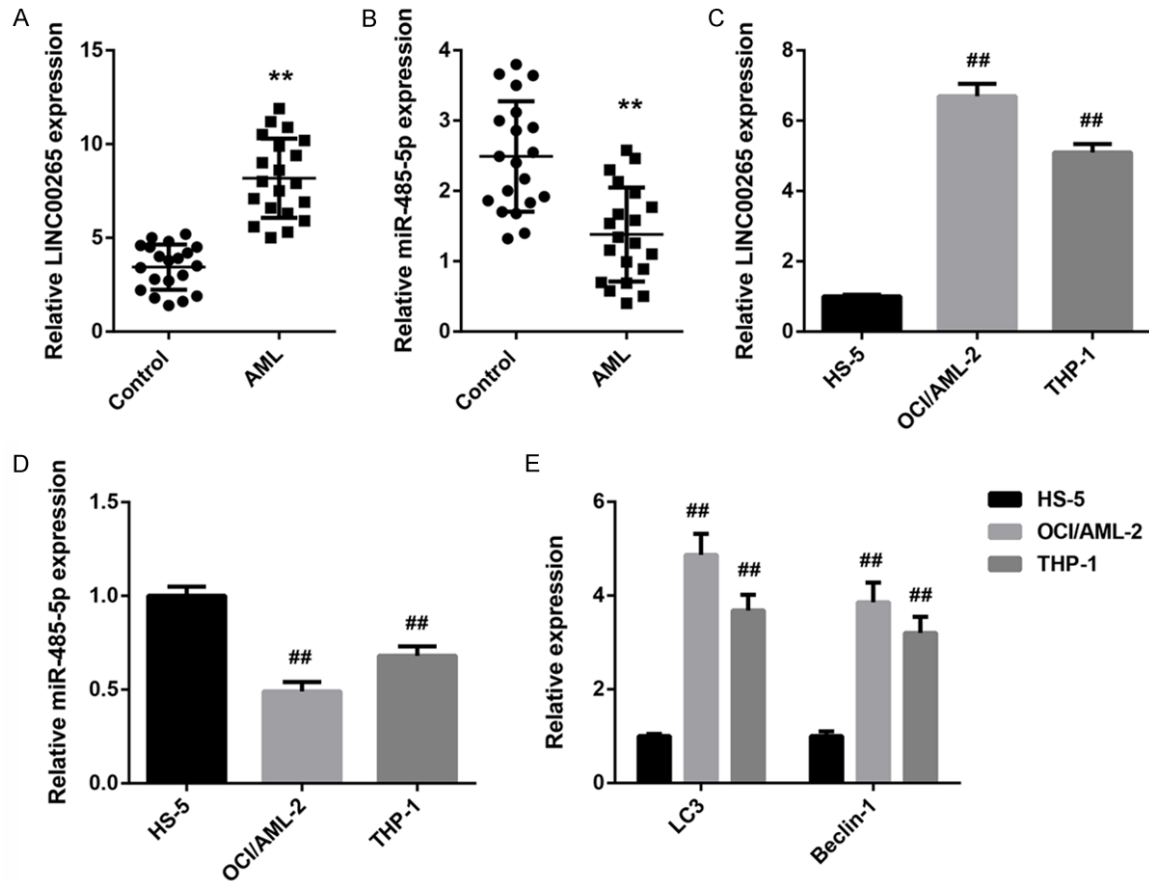 A
Relative LINC00265 expression
15
10
5
0
**
Control
AML
B
Relative miR-485-5p expression
4
3
2
1
0
**
Control
AML
C
Relative LINC00265 expression
8
6
4
2
0
##
##
HS-5
OCI/AML-2
THP-1
D
Relative miR-485-5p expression
1.5
1.0
0.5
0.0
##
##
HS-5
OCI/AML-2
THP-1
E
Relative expression
6
4
2
0
##
##
##
##
LC3
Beclin-1
HS-5
OCI/AML-2
THP-1